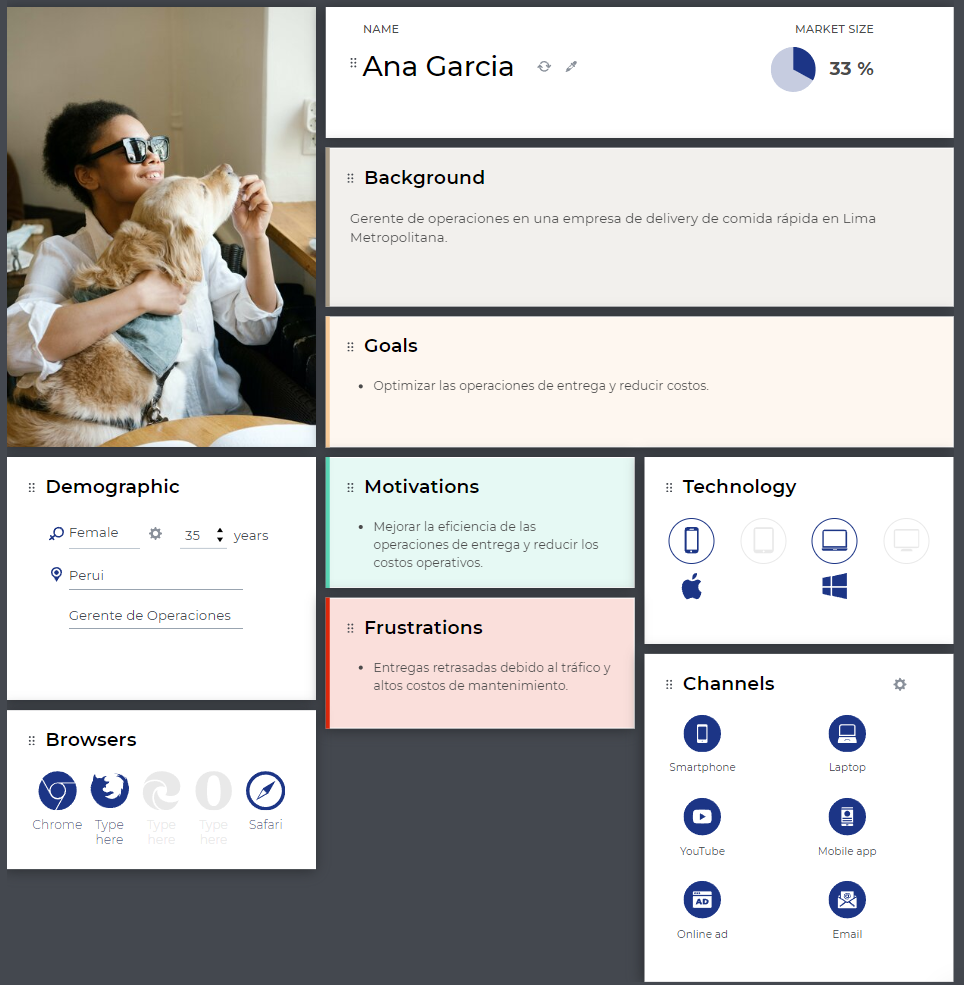 NAME
MARKET SIZE
Ana Garcia
33 %
Background
Gerente de operaciones en una empresa de delivery de comida rápida en Lima
Metropolitana.
Goals
• Optimizar las operaciones de entrega y reducir costos.
Demographic
Female
35
years
Perui
Gerente de Operaciones
Browsers
Chrome
Type
here
Type
here
Type
here
Safari
Motivations
• Mejorar la eficiencia de las
operaciones de entrega y reducir los
costos operativos.
Frustrations
• Entregas retrasadas debido al tráfico y
altos costos de mantenimiento.
Technology
Channels
Smartphone
Laptop
YouTube
Mobile app
AD
Online ad
@
Email